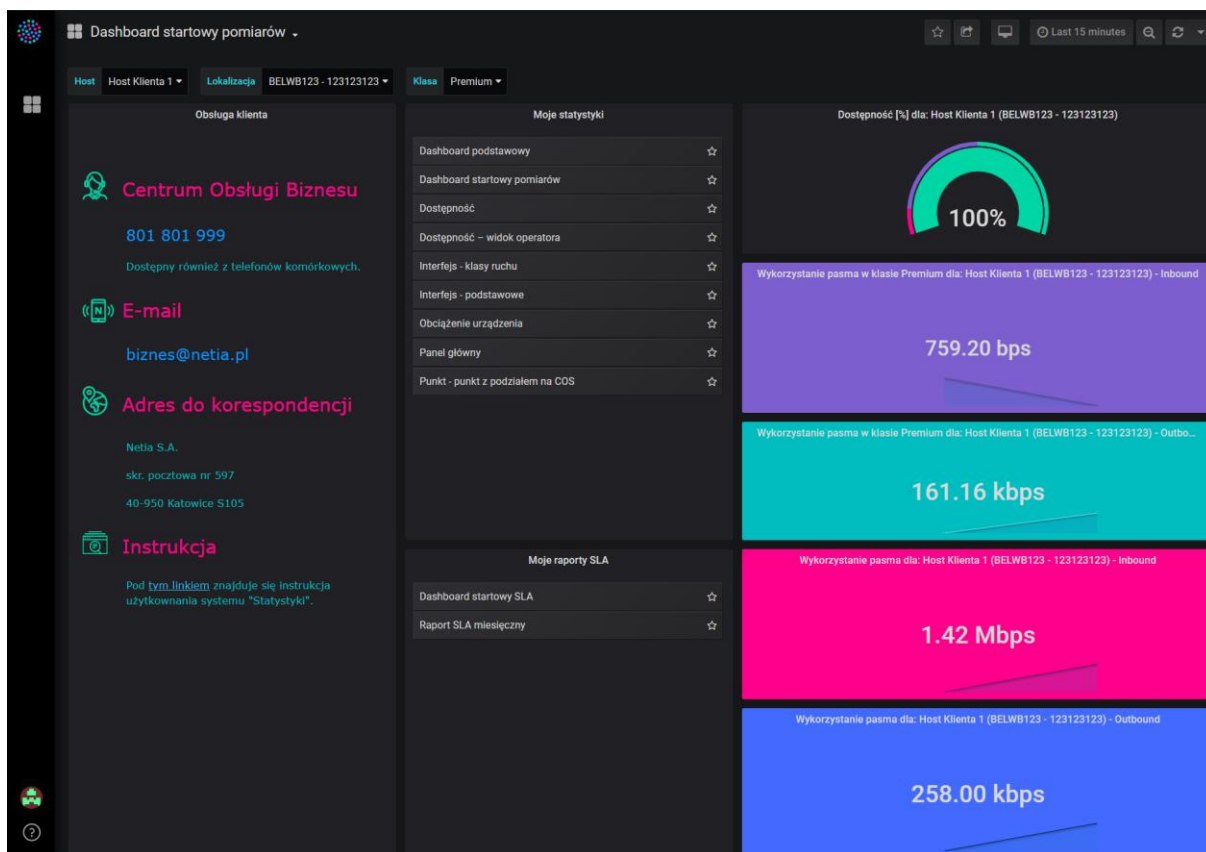 Dashboard startowy pomiarów
Last 15 minutes
Host Host Klienta 1 Lokalizacja BELWB123 - 123123123 Klasa Premium
Obsługa klienta
Centrum Obsługi Biznesu
801 801 999
Dostępny również z telefonów komórkowych.
N
E-mail
biznes@netia.pl
Adres do korespondencji
Netia S.A.
skr. pocztowa nr 597
40-950 Katowice S105
Instrukcja
Pod tym linkiem znajduje się instrukcja
użytkownania systemu "Statystyki".
Moje statystyki
Dashboard podstawowy
Dashboard startowy pomiarów
Dostępność
Dostępność – widok operatora
Interfejs - klasy ruchu
Interfejs - podstawowe
Obciążenie urządzenia
Panel główny
Punkt - punkt z podziałem na COS
Moje raporty SLA
Dashboard startowy SLA
Raport SLA miesięczny
Dostępność [%] dla: Host Klienta 1 (BELWB123 - 123123123)
100%
Wykorzystanie pasma w klasie Premium dla: Host Klienta 1 (BELWB123 - 123123123) - Inbound
759.20 bps
Wykorzystanie pasma w klasie Premium dla: Host Klienta 1 (BELWB123 - 123123123) - Outbo...
161.16 kbps
Wykorzystanie pasma dla: Host Klienta 1 (BELWB123 - 123123123) - Inbound
1.42 Mbps
Wykorzystanie pasma dla: Host Klienta 1 (BELWB123 - 123123123) - Outbound
258.00 kbps
?